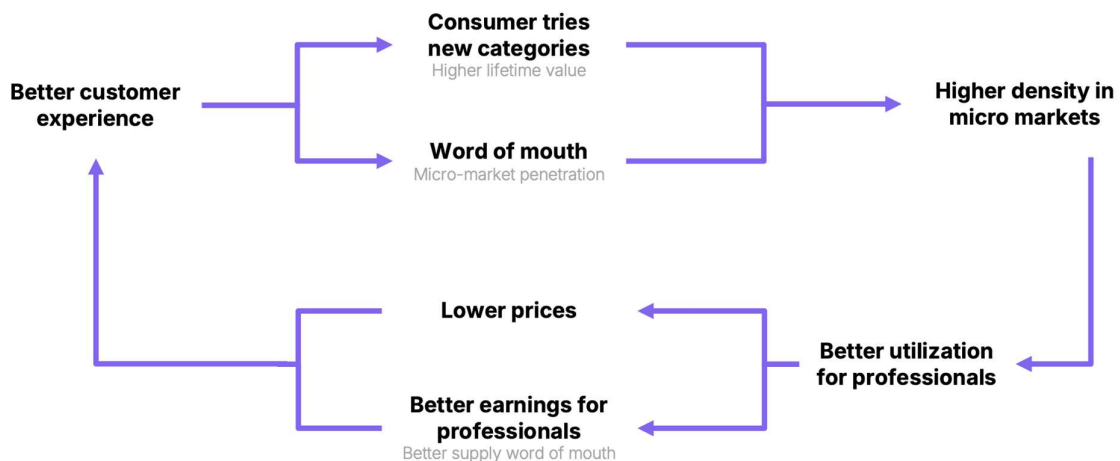 Consumer tries
new categories
Higher lifetime value
Better customer
experience
Higher density in
micro markets
Word of mouth
Micro-market penetration
Lower prices
Better utilization
for professionals
Better earnings for
professionals
Better supply word of mouth